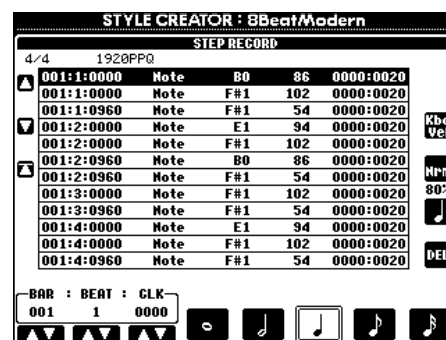 STYLE CREATOR : 8BeatModern
STEP RECORD
4/4 1920PPQ
001:1:0000 Note B0 86 0000:0020
001:1:0000 Note F#1 102 0000:0020
001:1:0960 Note F#1 54 0000:0020
001:2:0000 Note E1 94 0000:0020
001:2:0000 Note F#1 102 0000:0020
001:2:0960 Note B0 86 0000:0020
001:2:0960 Note F#1 54 0000:0020
001:3:0000 Note F#1 102 0000:0020
001:3:0960 Note F#1 54 0000:0020
001:4:0000 Note E1 94 0000:0020
001:4:0000 Note F#1 102 0000:0020
001:4:0960 Note F#1 54 0000:0020
Kbd
Vel
80%
DEL
BAR : BEAT : CLK
001 1 0000